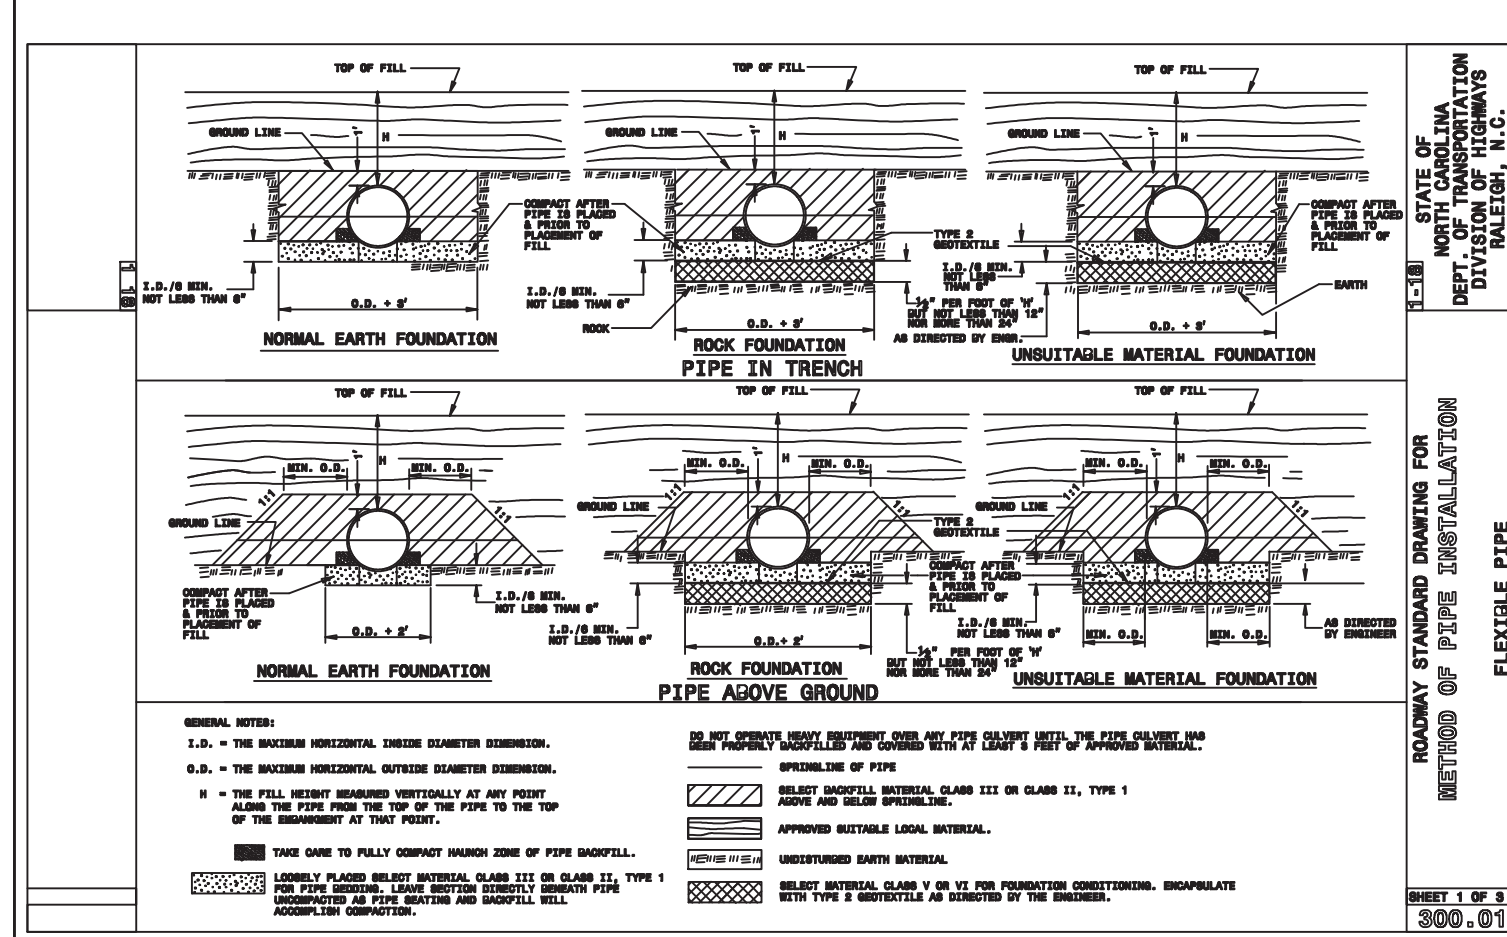 TOP OF FILL
GROUND LINE
1'
H
COMPACT AFTER
PIPE IS PLACED
& PRIOR TO
PLACEMENT OF
FILL
I.D./6 MIN.
NOT LESS THAN 6"
O.D. + 3'
NORMAL EARTH FOUNDATION
TOP OF FILL
GROUND LINE
1'
H
TYPE 2
GEOTEXTILE
I.D./6 MIN.
NOT LESS THAN 6"
ROCK
½" PER FOOT OF 'H'
BUT NOT LESS THAN 12"
NOR MORE THAN 24"
O.D. + 3'
ROCK FOUNDATION
PIPE IN TRENCH
TOP OF FILL
GROUND LINE
1'
H
COMPACT AFTER
PIPE IS PLACED
& PRIOR TO
PLACEMENT OF
FILL
I.D./6 MIN.
NOT LESS
THAN 6"
EARTH
AS DIRECTED BY ENGR.
O.D. + 3'
UNSUITABLE MATERIAL FOUNDATION
TOP OF FILL
1'
H
MIN. O.D.
MIN. O.D.
1:1
1:1
GROUND LINE
COMPACT AFTER
PIPE IS PLACED
& PRIOR TO
PLACEMENT OF
FILL
I.D./6 MIN.
NOT LESS THAN 6"
O.D. + 2'
NORMAL EARTH FOUNDATION
TOP OF FILL
1'
H
MIN. O.D.
MIN. O.D.
1:1
1:1
GROUND LINE
TYPE 2
GEOTEXTILE
COMPACT AFTER
PIPE IS PLACED
& PRIOR TO
PLACEMENT OF
FILL
I.D./6 MIN.
NOT LESS THAN 6"
O.D.+ 2'
½" PER FOOT OF 'H'
BUT NOT LESS THAN 12"
NOR MORE THAN 24"
ROCK FOUNDATION
PIPE ABOVE GROUND
TOP OF FILL
1'
H
MIN. O.D.
MIN. O.D.
1:1
1:1
GROUND LINE
I.D./6 MIN.
NOT LESS THAN 6"
MIN. O.D.
MIN. O.D.
AS DIRECTED
BY ENGINEER
UNSUITABLE MATERIAL FOUNDATION
GENERAL NOTES:
I.D. = THE MAXIMUM HORIZONTAL INSIDE DIAMETER DIMENSION.
O.D. = THE MAXIMUM HORIZONTAL OUTSIDE DIAMETER DIMENSION.
H = THE FILL HEIGHT MEASURED VERTICALLY AT ANY POINT
ALONG THE PIPE FROM THE TOP OF THE PIPE TO THE TOP
OF THE EMBANKMENT AT THAT POINT.
TAKE CARE TO FULLY COMPACT HAUNCH ZONE OF PIPE BACKFILL.
LOOSELY PLACED SELECT MATERIAL CLASS III OR CLASS II, TYPE 1
FOR PIPE BEDDING. LEAVE SECTION DIRECTLY BENEATH PIPE
UNCOMPACTED AS PIPE SEATING AND BACKFILL WILL
ACCOMPLISH COMPACTION.
DO NOT OPERATE HEAVY EQUIPMENT OVER ANY PIPE CULVERT UNTIL THE PIPE CULVERT HAS
BEEN PROPERLY BACKFILLED AND COVERED WITH AT LEAST 3 FEET OF APPROVED MATERIAL.
SPRINGLINE OF PIPE
SELECT BACKFILL MATERIAL CLASS III OR CLASS II, TYPE 1
ABOVE AND BELOW SPRINGLINE.
APPROVED SUITABLE LOCAL MATERIAL.
UNDISTURBED EARTH MATERIAL
SELECT MATERIAL CLASS V OR VI FOR FOUNDATION CONDITIONING. ENCAPSULATE
WITH TYPE 2 GEOTEXTILE AS DIRECTED BY THE ENGINEER.
STATE OF
NORTH CAROLINA
DEPT. OF TRANSPORTATION
DIVISION OF HIGHWAYS
RALEIGH, N.C.
1-18
ROADWAY STANDARD DRAWING FOR
METHOD OF PIPE INSTALLATION
FLEXIBLE PIPE
SHEET 1 OF 3
300.01